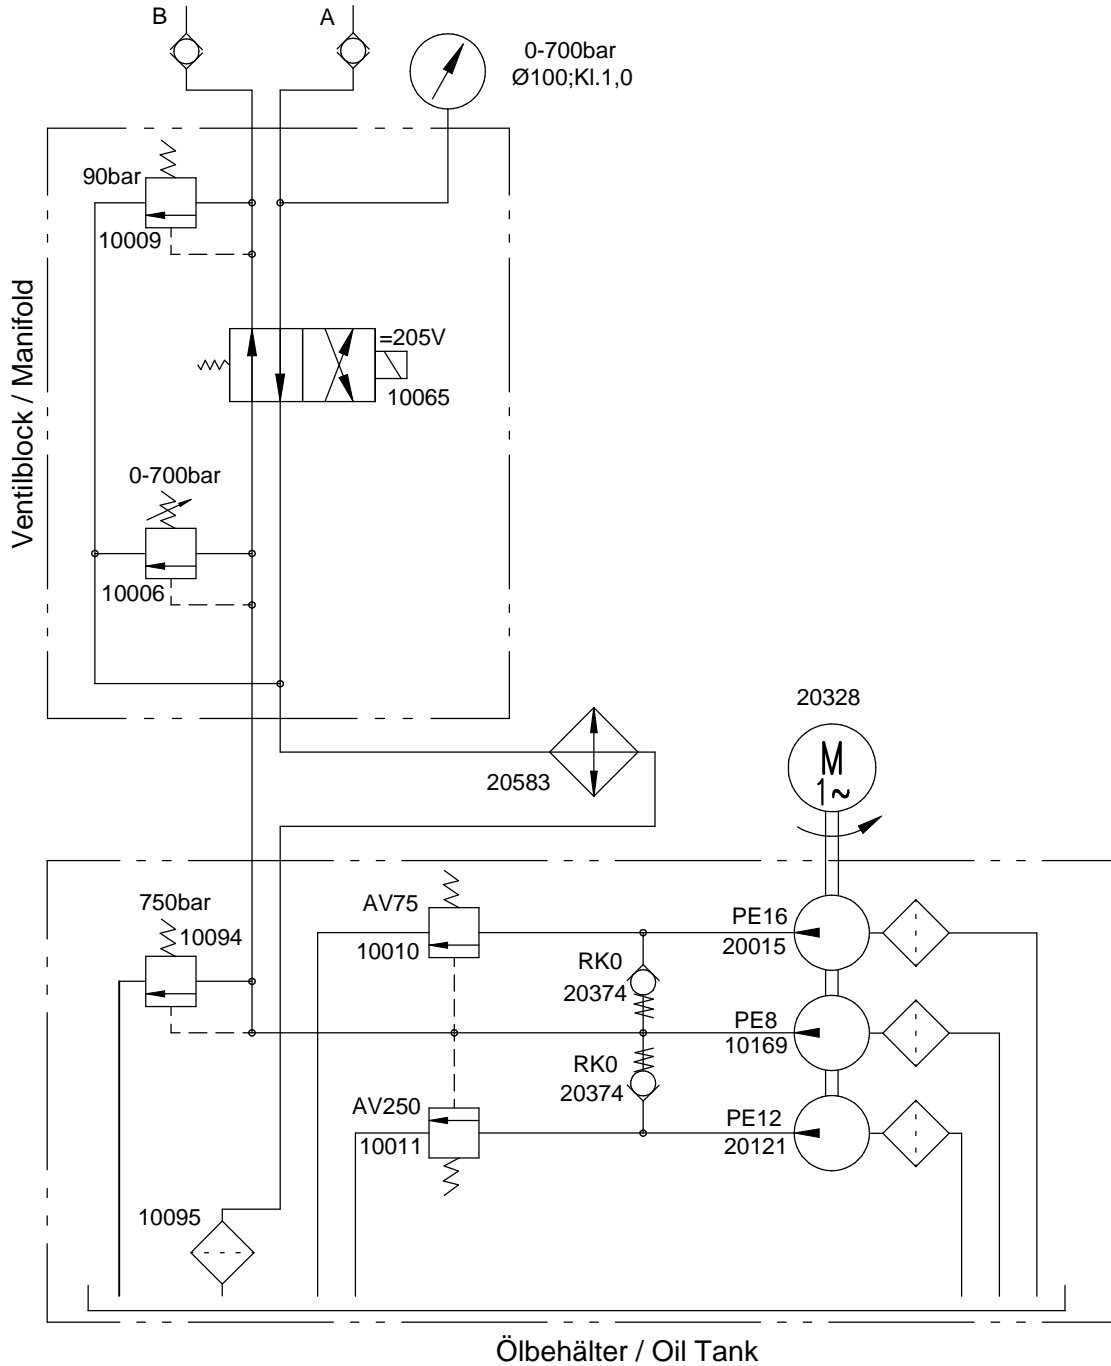 B
A
0-700bar
Ø100;Kl.1,0
90bar
10009
Ventilblock / Manifold
=205V
10065
0-700bar
10006
20328
M
1~
20583
750bar
10094
AV75
10010
PE16
20015
RK0
20374
PE8
10169
RK0
20374
AV250
10011
PE12
20121
10095
Ölbehälter / Oil Tank